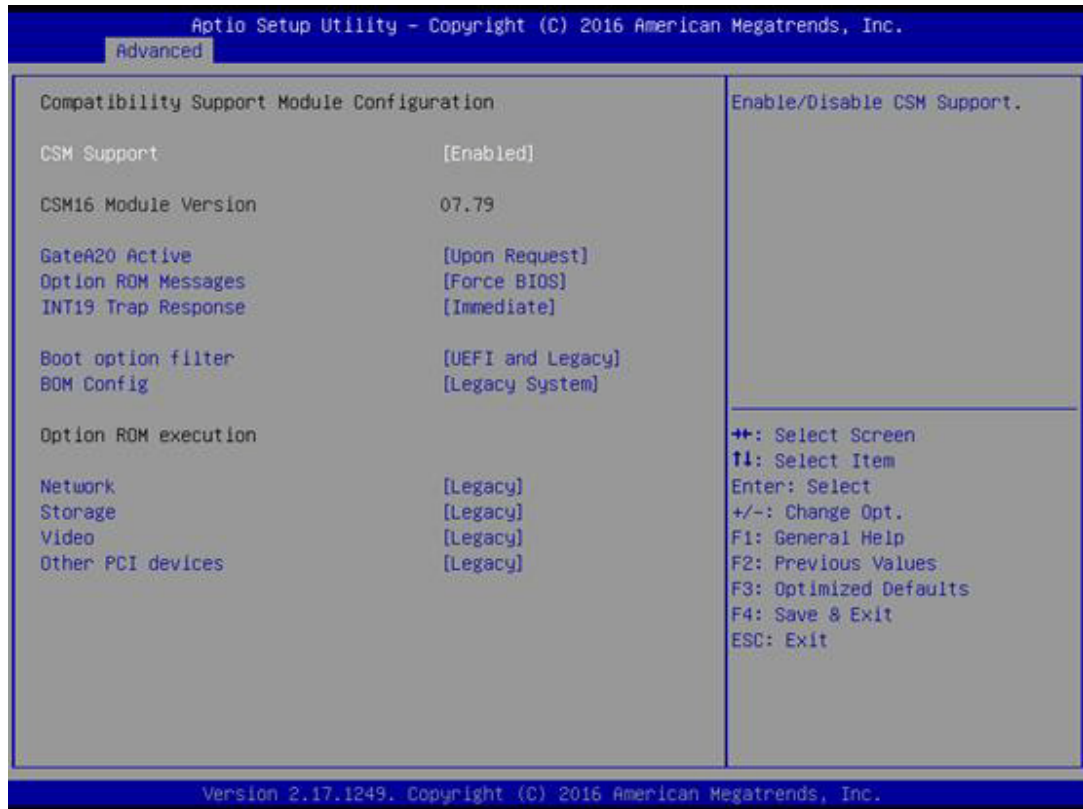 Aptio Setup Utility – Copyright (C) 2016 American Megatrends, Inc.
Advanced
Compatibility Support Module Configuration
CSM Support [Enabled]
CSM16 Module Version 07.79
GateA20 Active [Upon Request]
Option ROM Messages [Force BIOS]
INT19 Trap Response [Immediate]
Boot option filter [UEFI and Legacy]
BOM Config [Legacy System]
Option ROM execution
Network [Legacy]
Storage [Legacy]
Video [Legacy]
Other PCI devices [Legacy]
Enable/Disable CSM Support.
→←: Select Screen
↑↓: Select Item
Enter: Select
+/-: Change Opt.
F1: General Help
F2: Previous Values
F3: Optimized Defaults
F4: Save & Exit
ESC: Exit
Version 2.17.1249. Copyright (C) 2016 American Megatrends, Inc.